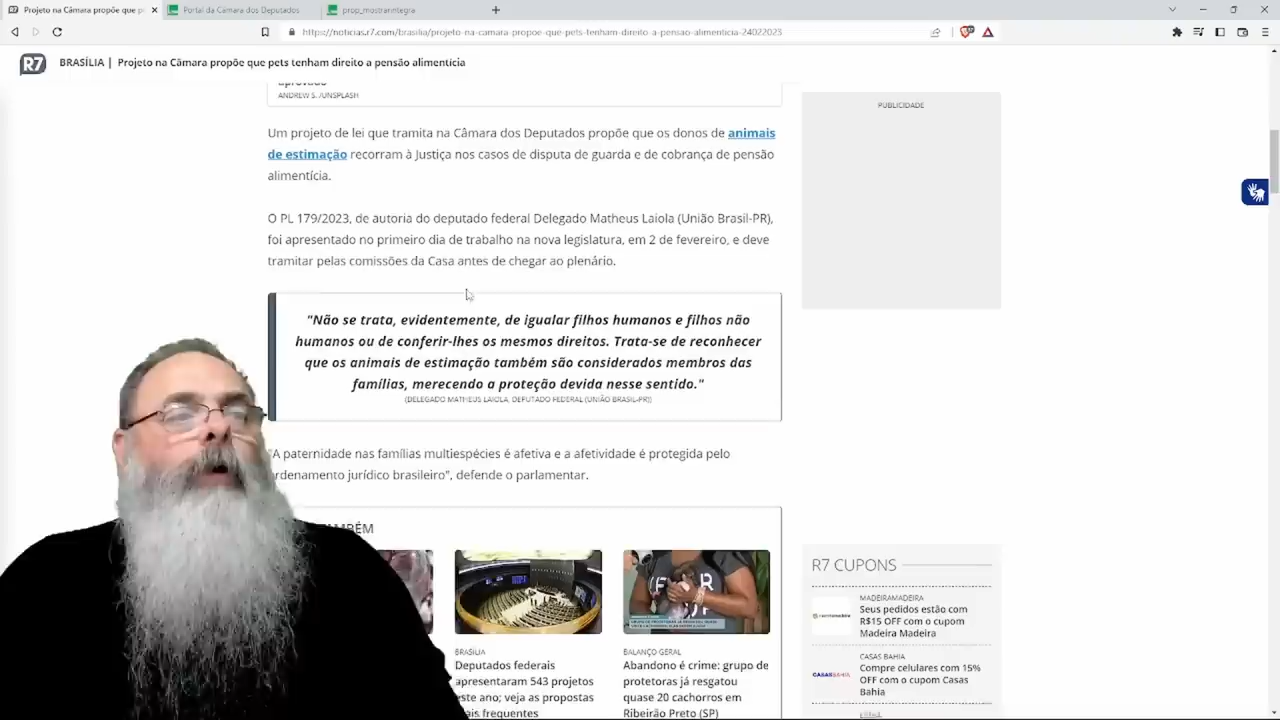 Projeto na Câmara propõe que p
Portal da Câmara dos Deputados
prop_mostrarintegra
https://noticias.r7.com/brasilia/projeto-na-camara-propoe-que-pets-tenham-direito-a-pensao-alimenticia-24022023
R7
BRASÍLIA | Projeto na Câmara propõe que pets tenham direito a pensão alimentícia
ANDREW S. /UNSPLASH
PUBLICIDADE
Um projeto de lei que tramita na Câmara dos Deputados propõe que os donos de animais
de estimação recorram à Justiça nos casos de disputa de guarda e de cobrança de pensão
alimentícia.
O PL 179/2023, de autoria do deputado federal Delegado Matheus Laiola (União Brasil-PR),
foi apresentado no primeiro dia de trabalho na nova legislatura, em 2 de fevereiro, e deve
tramitar pelas comissões da Casa antes de chegar ao plenário.
"Não se trata, evidentemente, de igualar filhos humanos e filhos não
humanos ou de conferir-lhes os mesmos direitos. Trata-se de reconhecer
que os animais de estimação também são considerados membros das
famílias, merecendo a proteção devida nesse sentido."
(DELEGADO MATHEUS LAIOLA, DEPUTADO FEDERAL (UNIÃO BRASIL-PR))
"A paternidade nas famílias multiespécies é afetiva e a afetividade é protegida pelo
ordenamento jurídico brasileiro", defende o parlamentar.
TAMBÉM
BRASÍLIA
Deputados federais
apresentaram 543 projetos
este ano; veja as propostas
mais frequentes
BALANÇO GERAL
Abandono é crime: grupo de
protetoras já resgatou
quase 20 cachorros em
Ribeirão Preto (SP)
R7 CUPONS
MADEIRAMADEIRA
Seus pedidos estão com
R$15 OFF com o cupom
Madeira Madeira
CASAS BAHIA
CASASBAHIA
Compre celulares com 15%
OFF com o cupom Casas
Bahia